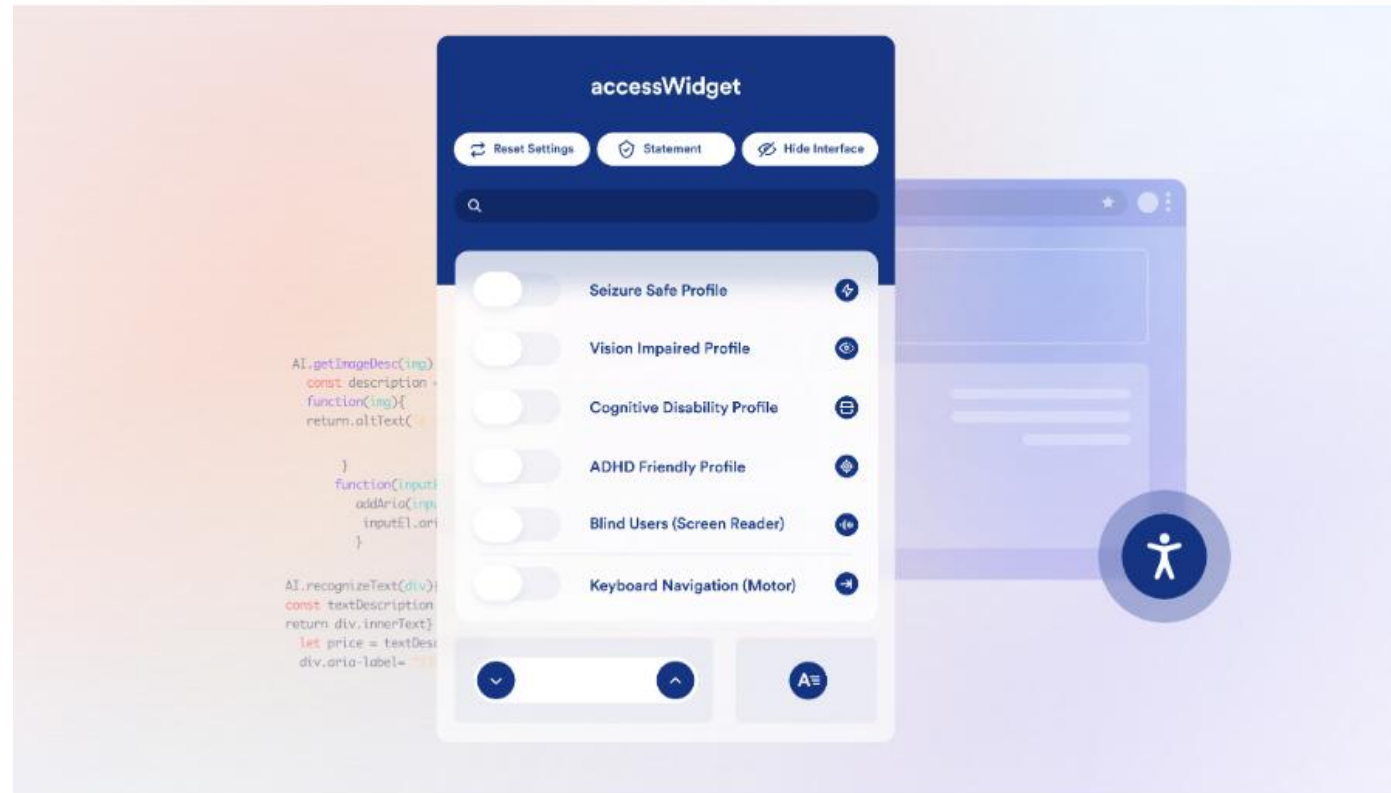 accessWidget
Reset Settings
Statement
Hide Interface
Seizure Safe Profile
Vision Impaired Profile
Cognitive Disability Profile
ADHD Friendly Profile
Blind Users (Screen Reader)
Keyboard Navigation (Motor)
A
AI.getImageDesc(img)
const description
function(img){
return.altText(
}
function(
addAria(
inputEl.ari
}
AI.recognizeText(div){
const textDescription
return div.innerText}
let price = textDesc
div.aria-label=